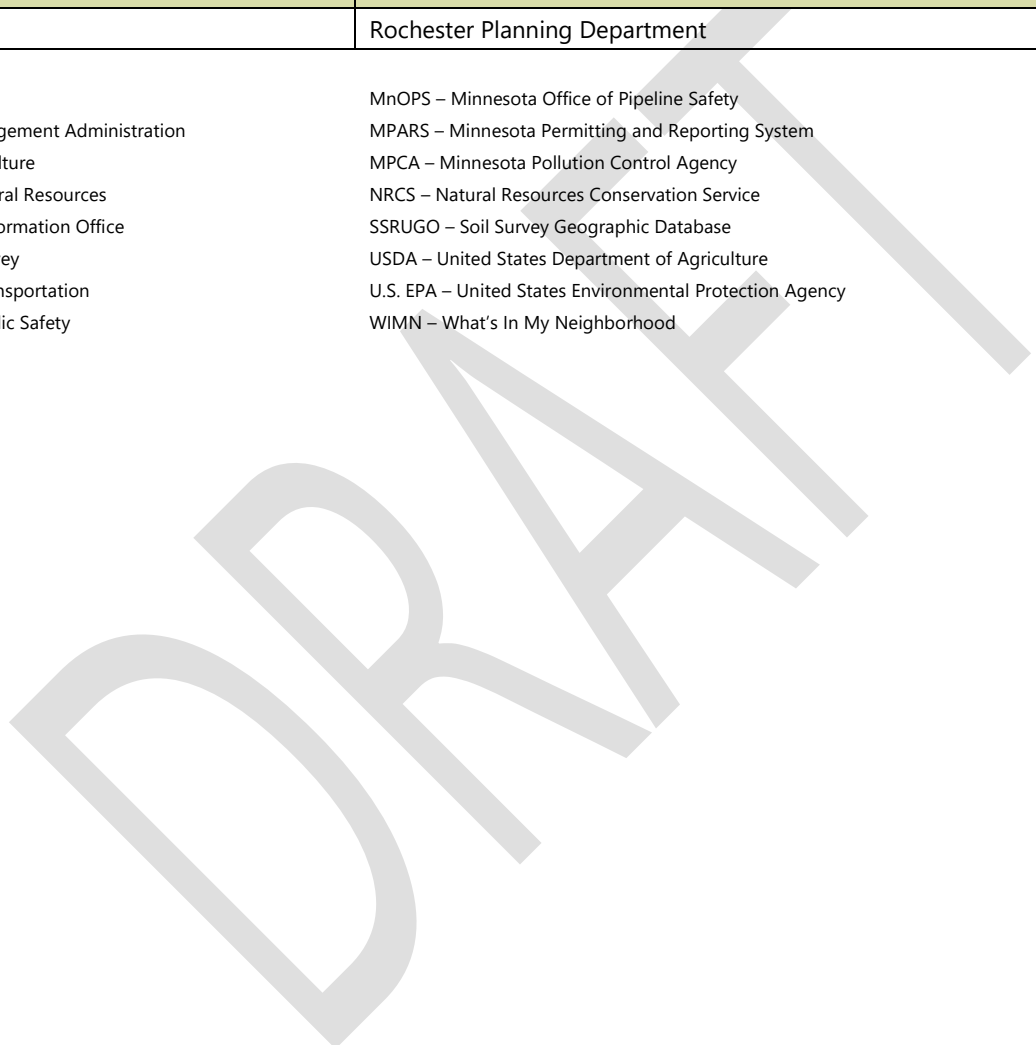 Rochester Planning Department
gement Administration
lture
ral Resources
ormation Office
vey
nsportation
lic Safety
MnOPS – Minnesota Office of Pipeline Safety
MPARS – Minnesota Permitting and Reporting System
MPCA – Minnesota Pollution Control Agency
NRCS – Natural Resources Conservation Service
SSRUGO – Soil Survey Geographic Database
USDA – United States Department of Agriculture
U.S. EPA – United States Environmental Protection Agency
WIMN – What's In My Neighborhood
DRAFT